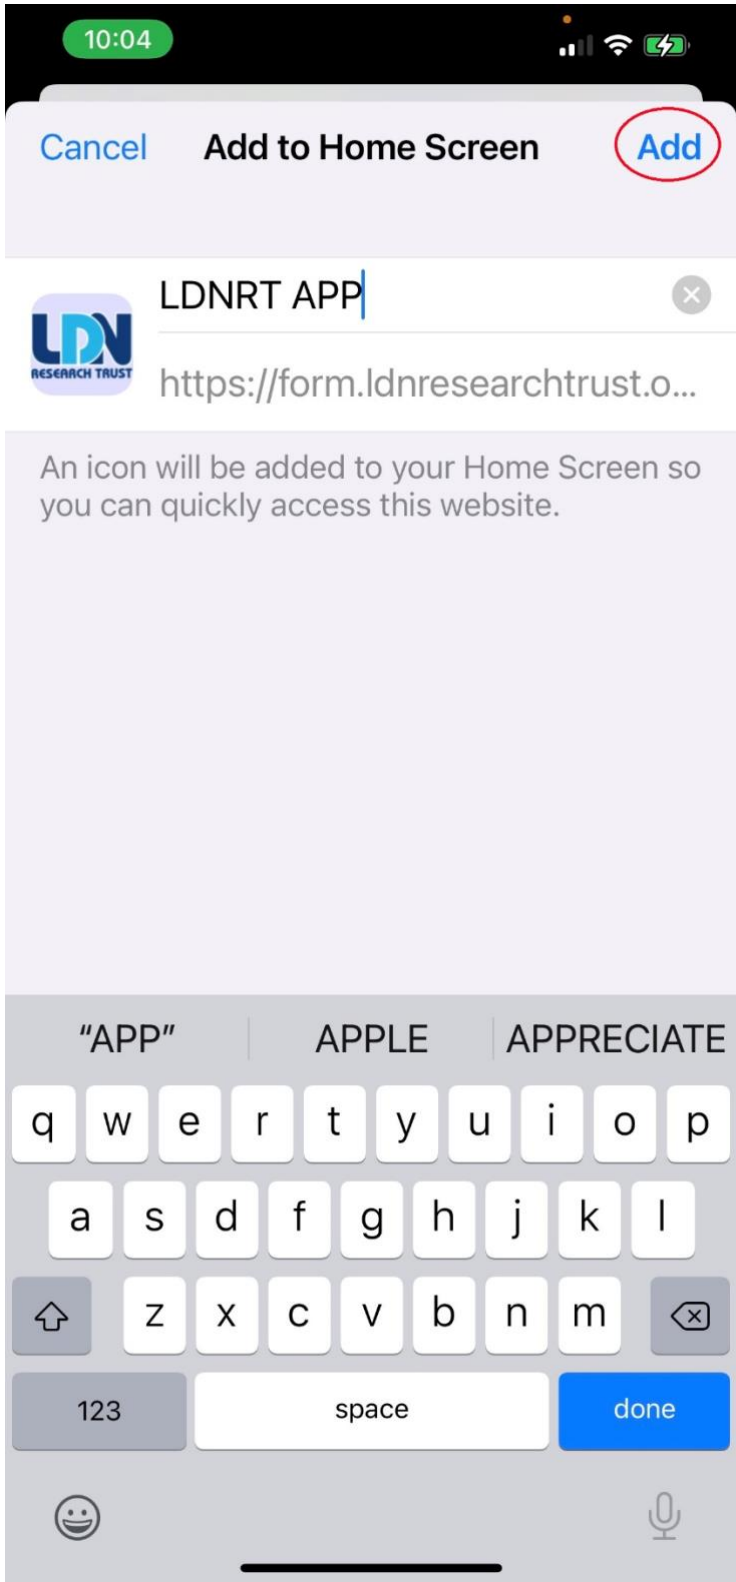 10:04
Cancel Add to Home Screen Add
LDNRT APP
LDN
RESEARCH TRUST
https://form.ldnresearchtrust.o...
An icon will be added to your Home Screen so
you can quickly access this website.
“APP” APPLE APPRECIATE
q w e r t y u i o p
a s d f g h j k l
z x c v b n m
123 space done